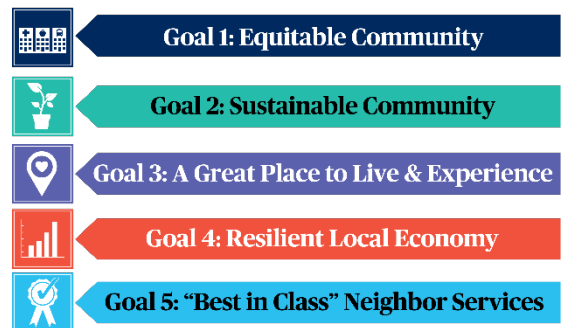 Goal 1: Equitable Community
Goal 2: Sustainable Community
Goal 3: A Great Place to Live & Experience
Goal 4: Resilient Local Economy
Goal 5: “Best in Class” Neighbor Services